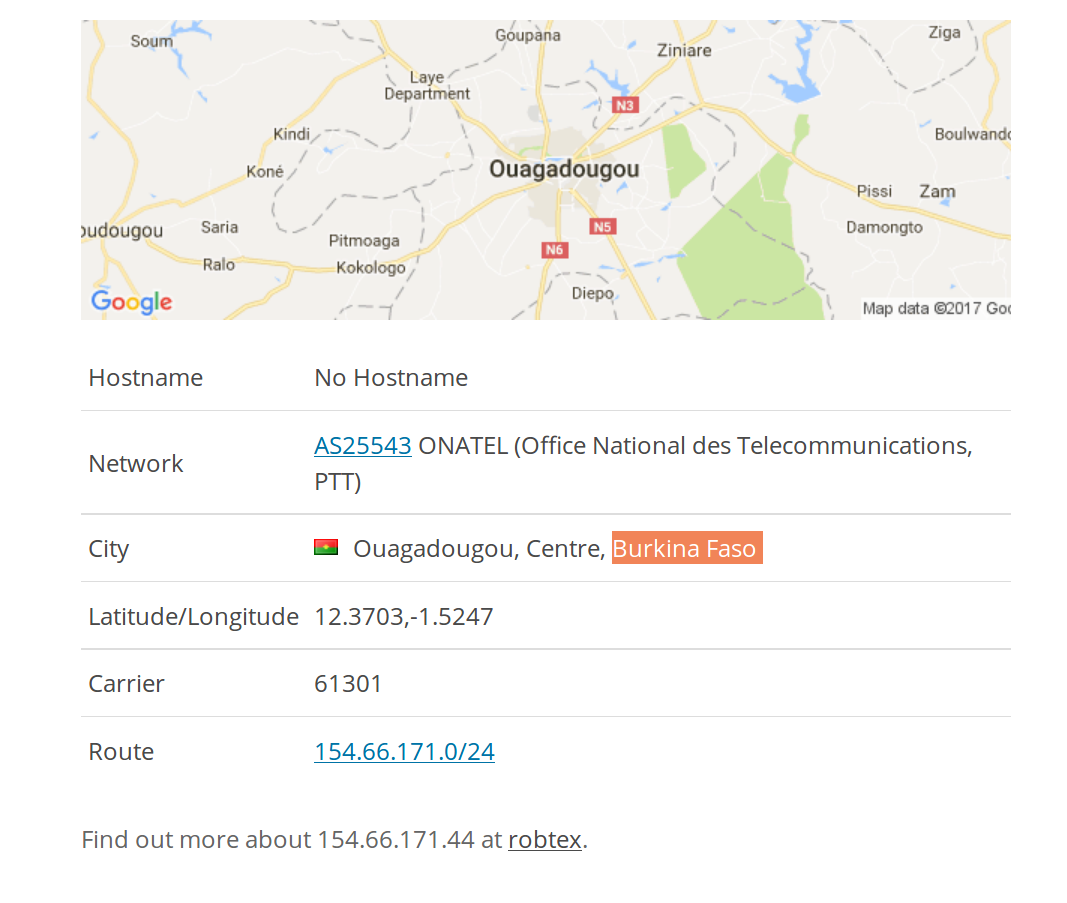 Soum
Goupana
Ziga
Ziniare
Laye
Department
N3
Kindi
Boulwando
Koné
Ouagadougou
Pissi
Zam
oudougou
Saria
N5
Damongto
Pitmoaga
N6
Ralo
Kokologo
Diepo
Google
Map data ©2017 Goo
Hostname No Hostname
Network AS25543 ONATEL (Office National des Telecommunications,
PTT)
City Ouagadougou, Centre, Burkina Faso
Latitude/Longitude 12.3703,-1.5247
Carrier 61301
Route 154.66.171.0/24
Find out more about 154.66.171.44 at robtex.